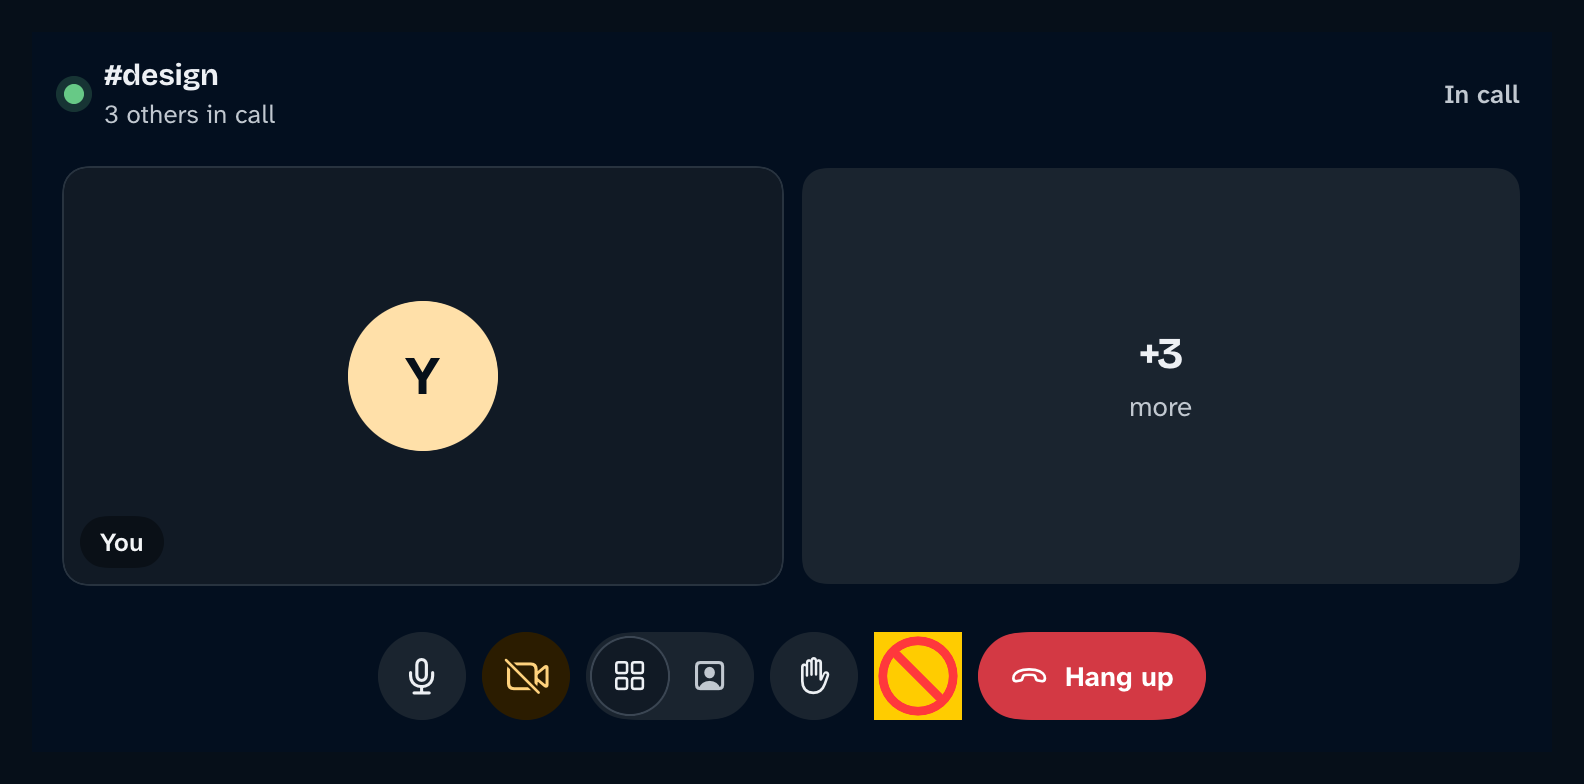 #design
3 others in call
In call
Y
You
+3
more
Hang up